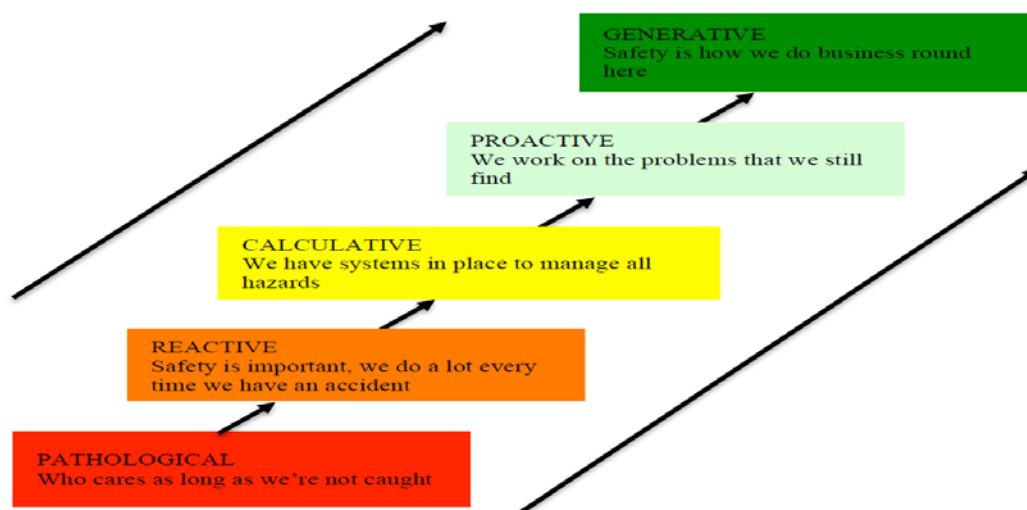 GENERATIVE
Safety is how we do business round
here
PROACTIVE
We work on the problems that we still
find
CALCULATIVE
We have systems in place to manage all
hazards
REACTIVE
Safety is important, we do a lot every
time we have an accident
PATHOLOGICAL
Who cares as long as we’re not caught